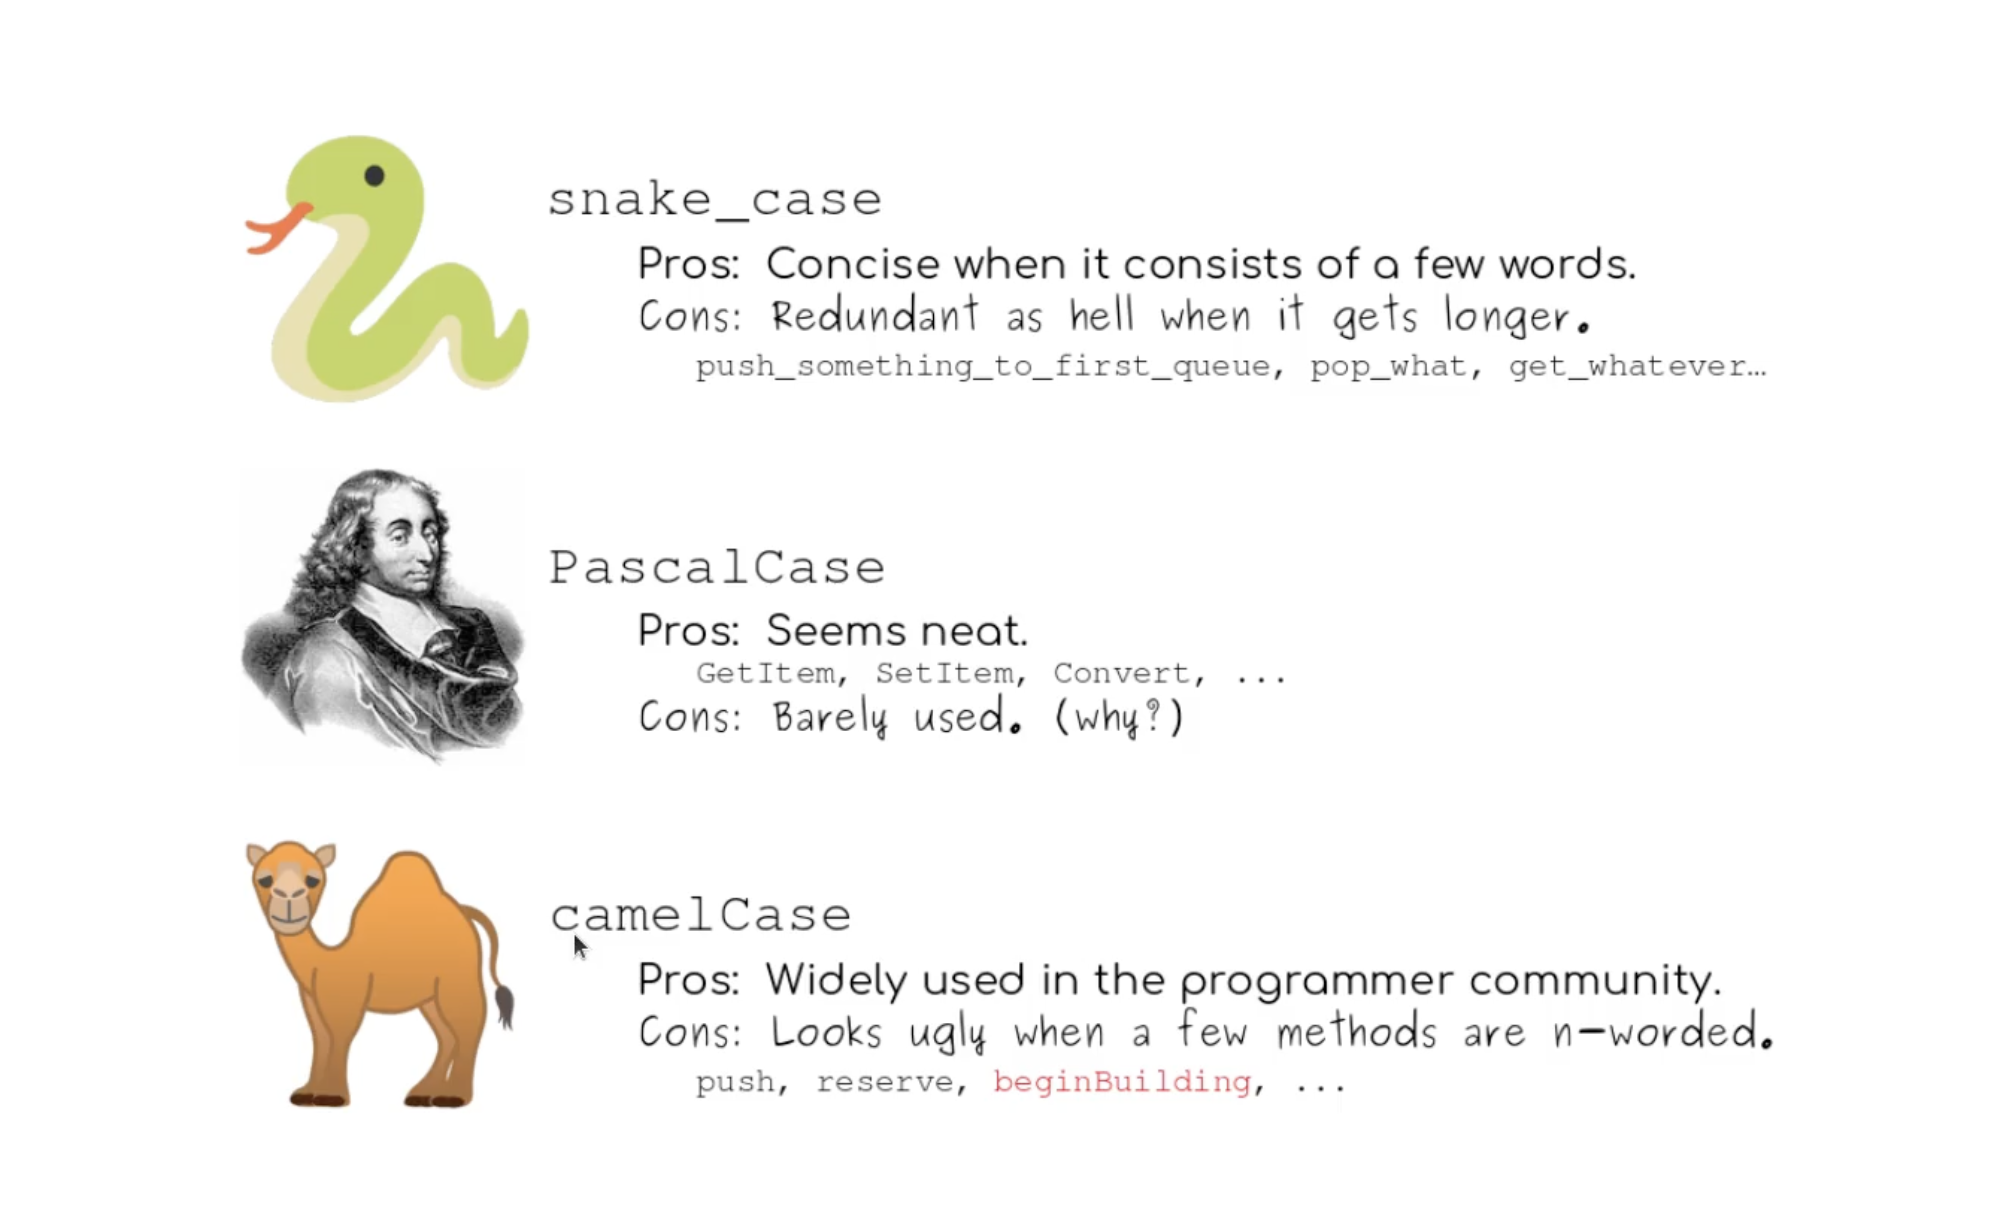 snake_case
Pros: Concise when it consists of a few words.
Cons: Redundant as hell when it gets longer.
push_something_to_first_queue, pop_what, get_whatever…
PascalCase
Pros: Seems neat.
GetItem, SetItem, Convert, ...
Cons: Barely used. (why?)
camelCase
Pros: Widely used in the programmer community.
Cons: Looks ugly when a few methods are n-worded.
push, reserve, beginBuilding, ...